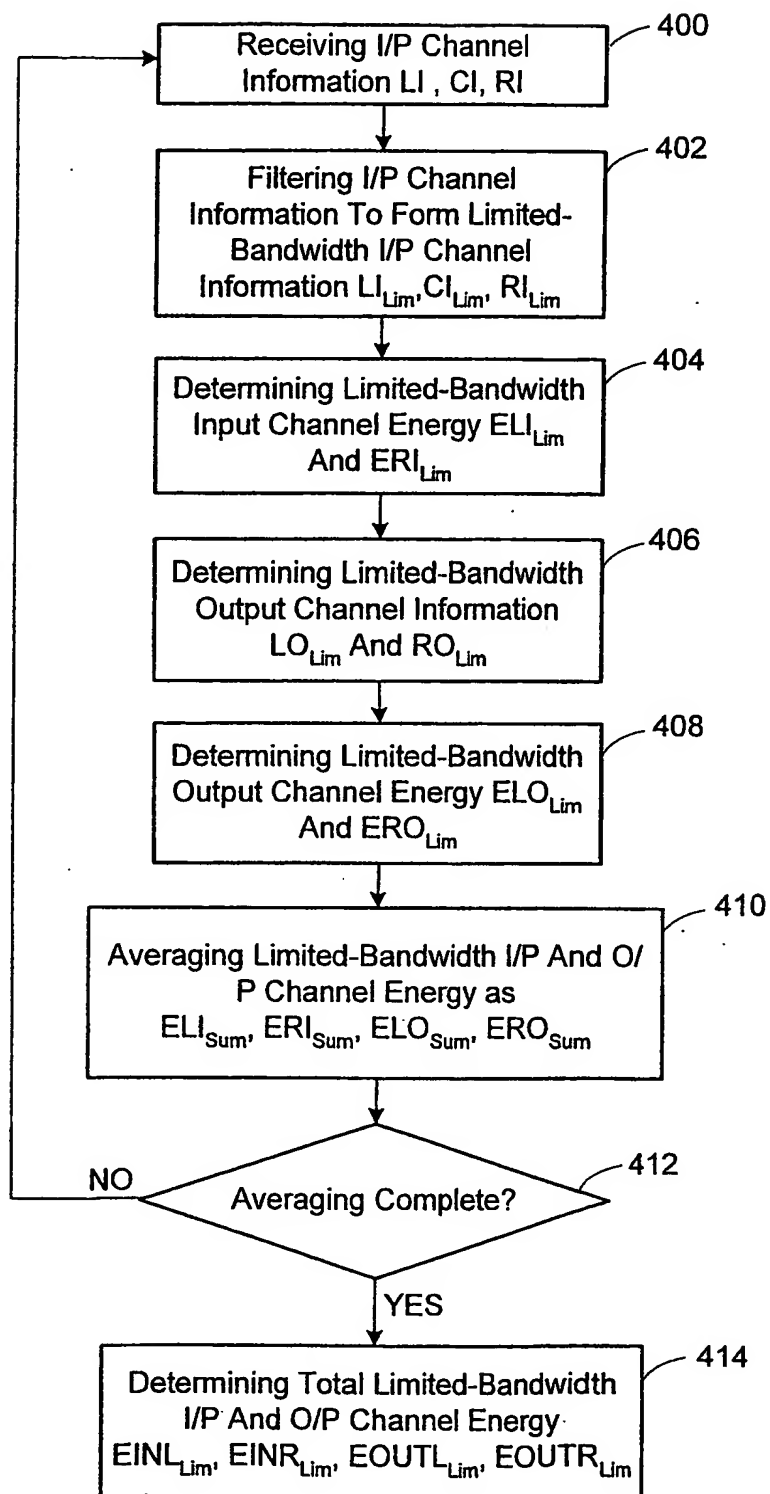 400
Receiving I/P Channel
Information LI , CI, RI
402
Filtering I/P Channel
Information To Form Limited-
Bandwidth I/P Channel
Information LI_Lim,CI_Lim, RI_Lim
404
Determining Limited-Bandwidth
Input Channel Energy ELI_Lim
And ERI_Lim
406
Determining Limited-Bandwidth
Output Channel Information
LO_Lim And RO_Lim
408
Determining Limited-Bandwidth
Output Channel Energy ELO_Lim
And ERO_Lim
410
Averaging Limited-Bandwidth I/P And O/
P Channel Energy as
ELI_Sum, ERI_Sum, ELO_Sum, ERO_Sum
412
NO
Averaging Complete?
YES
414
Determining Total Limited-Bandwidth
I/P And O/P Channel Energy
EINL_Lim, EINR_Lim, EOUTL_Lim, EOUTR_Lim